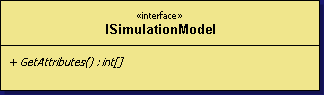 «interface»
ISimulationModel
+ GetAttributes() : int[]